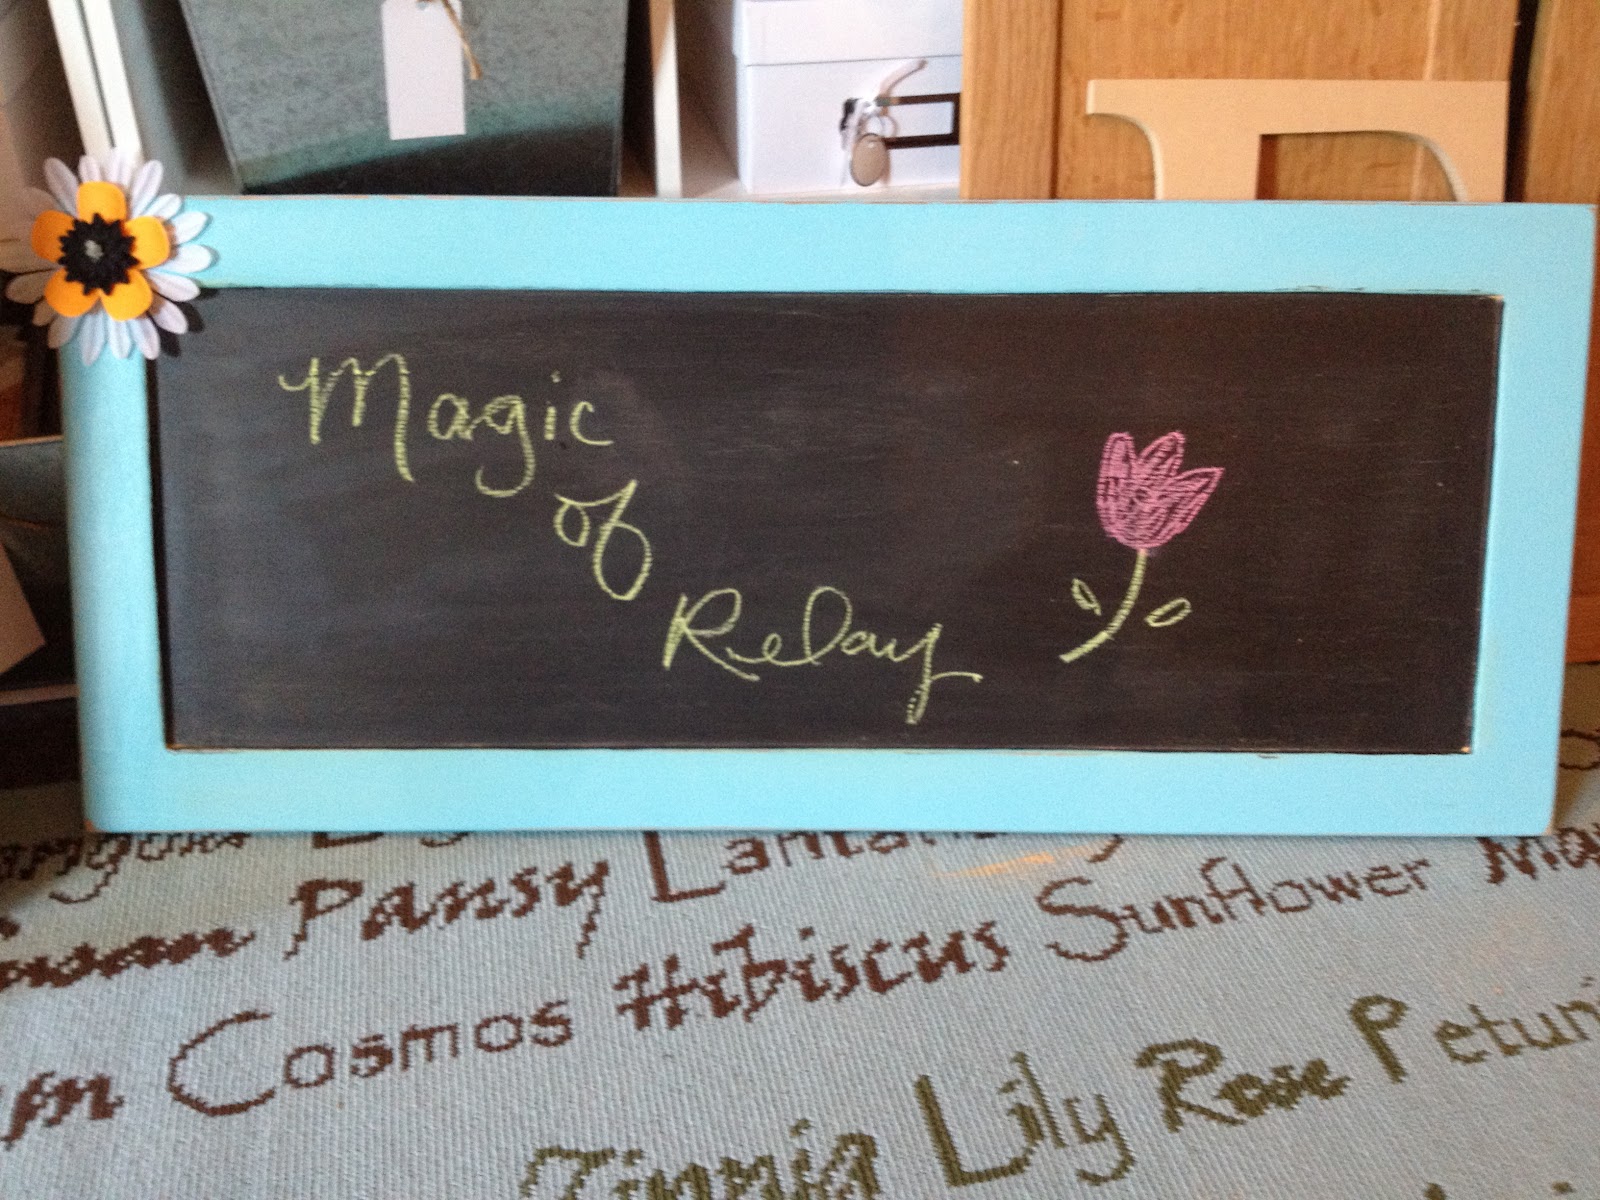 Magic
of
Relay
Pansy Lantana
Cosmos Hibiscus Sunflower
Zinnia Lily Rose Petuni